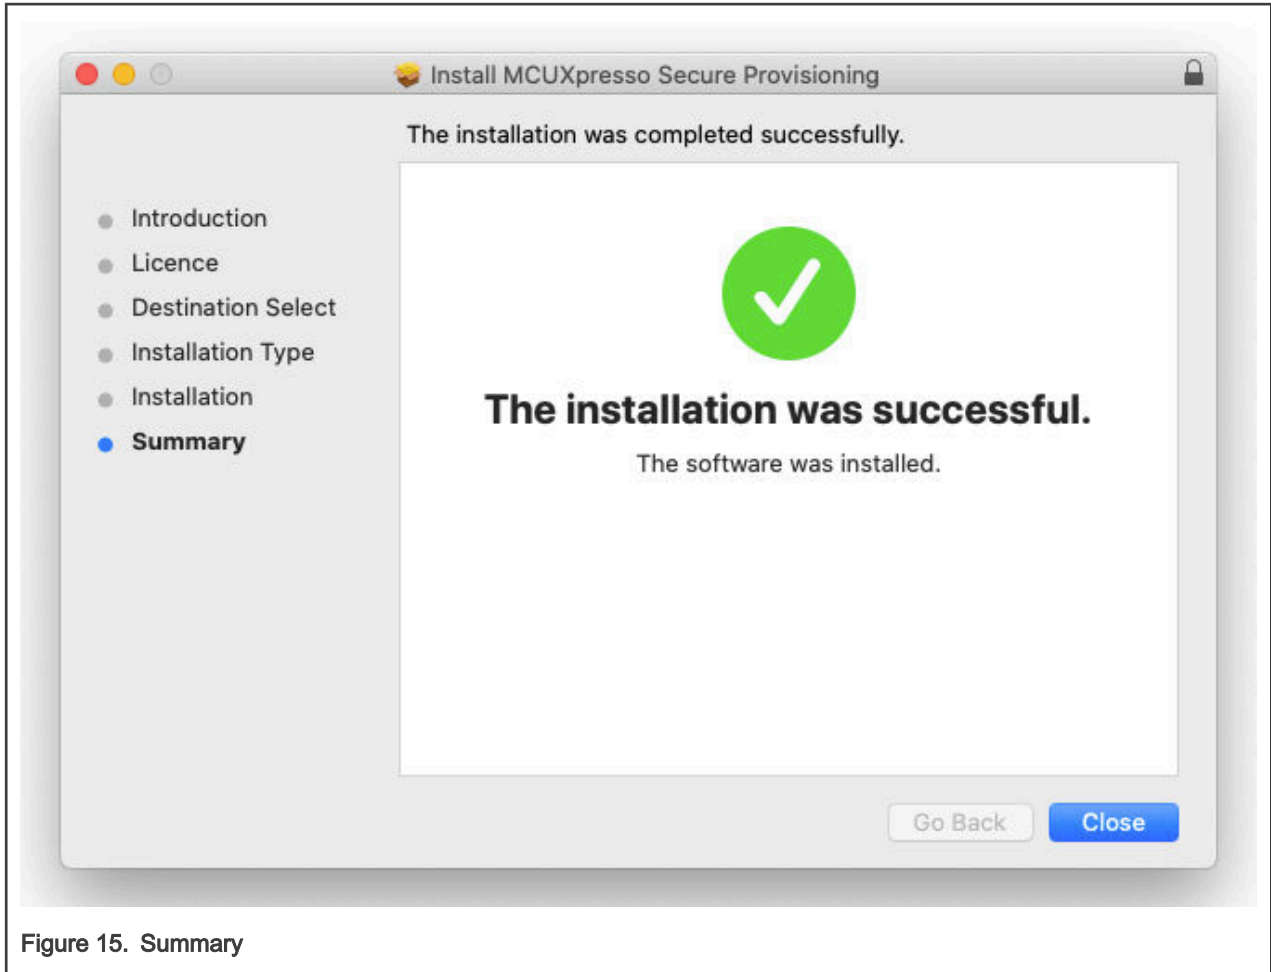 Install MCUXpresso Secure Provisioning
The installation was completed successfully.
Introduction
Licence
Destination Select
Installation Type
Installation
Summary
The installation was successful.
The software was installed.
Go Back
Close
Figure 15. Summary